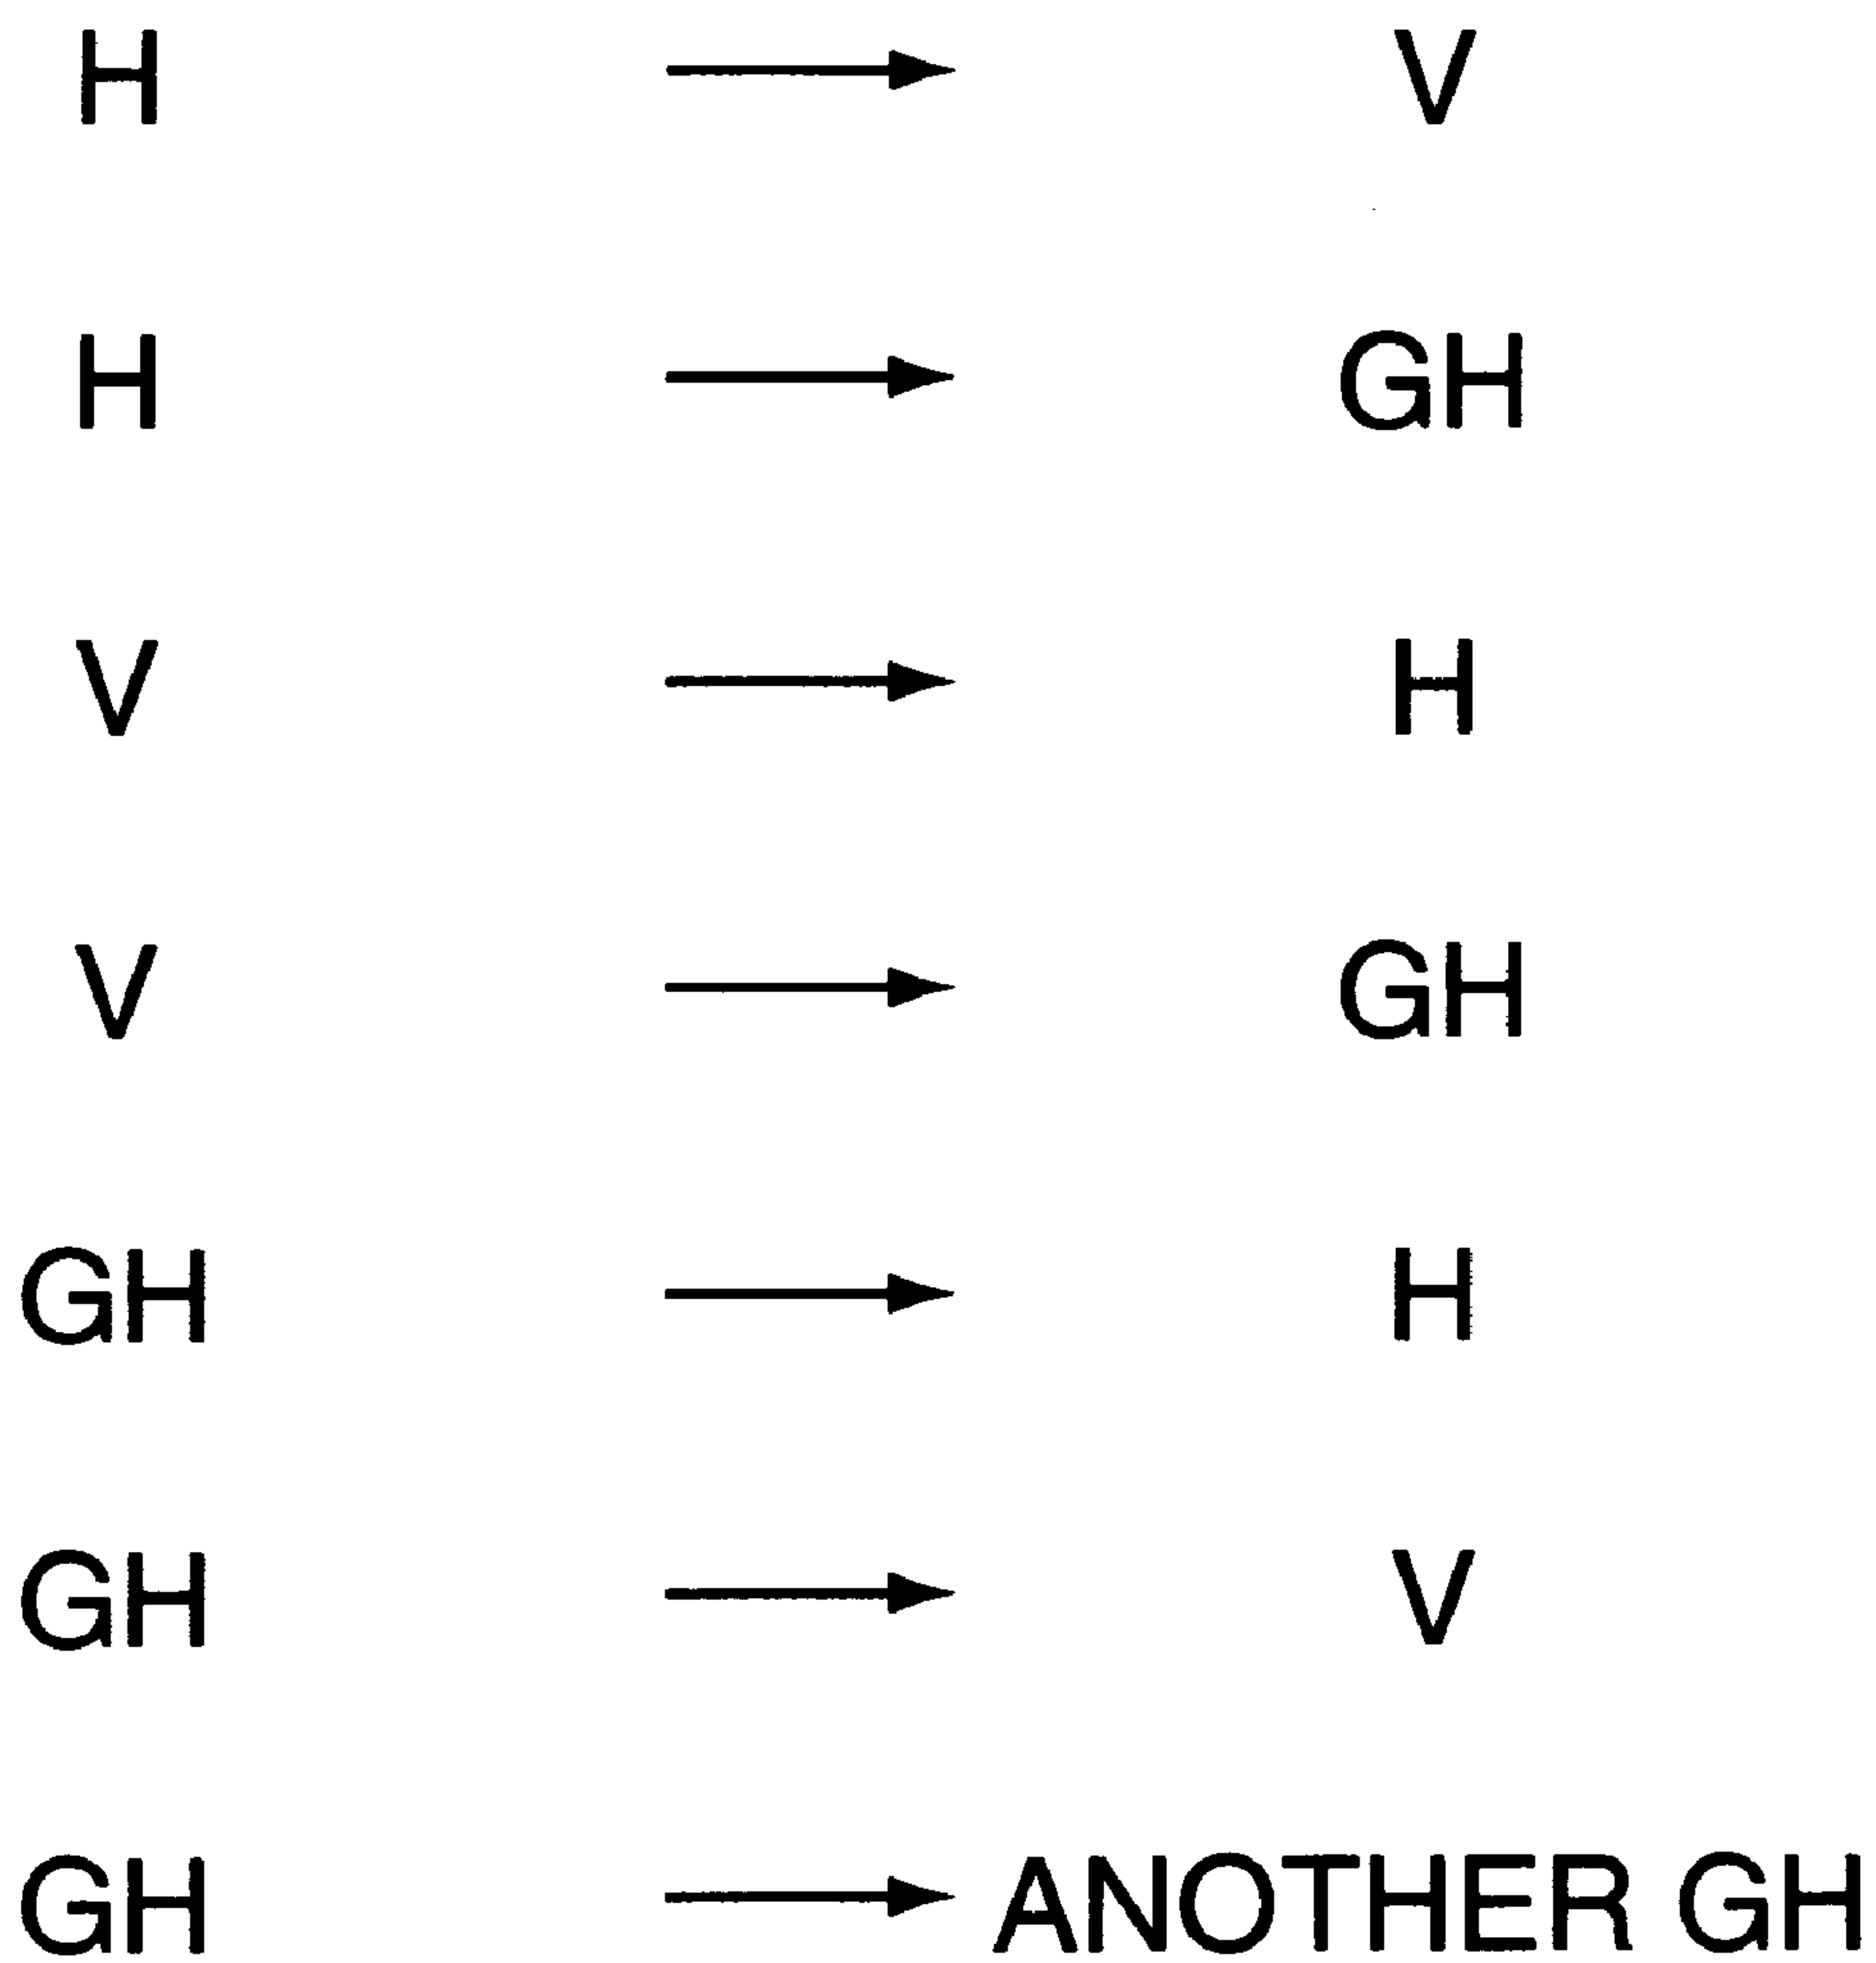 H → V
H → GH
V → H
V → GH
GH → H
GH → V
GH → ANOTHER GH